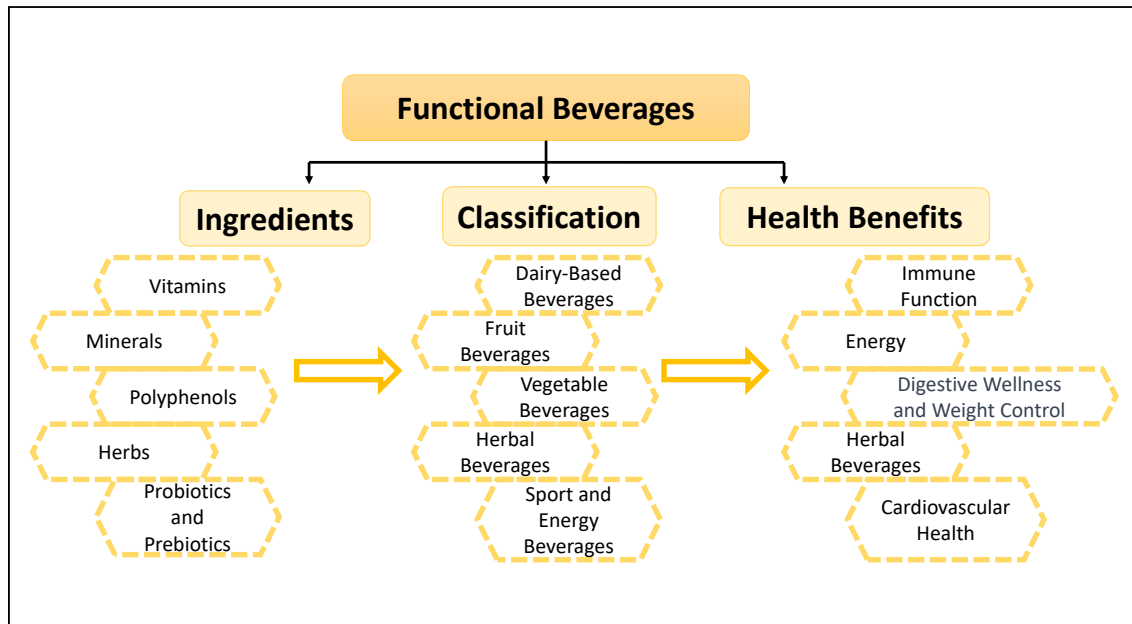 Functional Beverages
Ingredients
Classification
Health Benefits
Vitamins
Minerals
Polyphenols
Herbs
Probiotics
and
Prebiotics
Dairy-Based
Beverages
Fruit
Beverages
Vegetable
Beverages
Herbal
Beverages
Sport and
Energy
Beverages
Immune
Function
Energy
Digestive Wellness
and Weight Control
Herbal
Beverages
Cardiovascular
Health